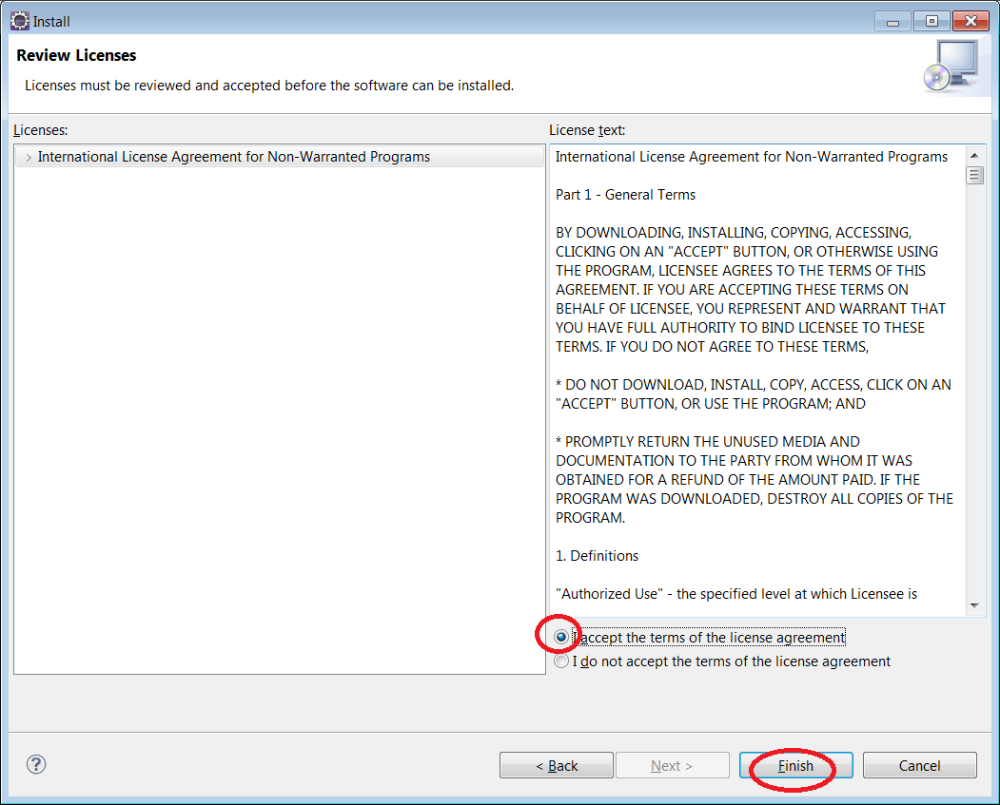 Install
Review Licenses
Licenses must be reviewed and accepted before the software can be installed.
Licenses:
International License Agreement for Non-Warranted Programs
License text:
International License Agreement for Non-Warranted Programs
Part 1 - General Terms
BY DOWNLOADING, INSTALLING, COPYING, ACCESSING,
CLICKING ON AN "ACCEPT" BUTTON, OR OTHERWISE USING
THE PROGRAM, LICENSEE AGREES TO THE TERMS OF THIS
AGREEMENT. IF YOU ARE ACCEPTING THESE TERMS ON
BEHALF OF LICENSEE, YOU REPRESENT AND WARRANT THAT
YOU HAVE FULL AUTHORITY TO BIND LICENSEE TO THESE
TERMS. IF YOU DO NOT AGREE TO THESE TERMS,
* DO NOT DOWNLOAD, INSTALL, COPY, ACCESS, CLICK ON AN
"ACCEPT" BUTTON, OR USE THE PROGRAM; AND
* PROMPTLY RETURN THE UNUSED MEDIA AND
DOCUMENTATION TO THE PARTY FROM WHOM IT WAS
OBTAINED FOR A REFUND OF THE AMOUNT PAID. IF THE
PROGRAM WAS DOWNLOADED, DESTROY ALL COPIES OF THE
PROGRAM.
1. Definitions
"Authorized Use" - the specified level at which Licensee is
I accept the terms of the license agreement
I do not accept the terms of the license agreement
?
< Back
Next >
Finish
Cancel